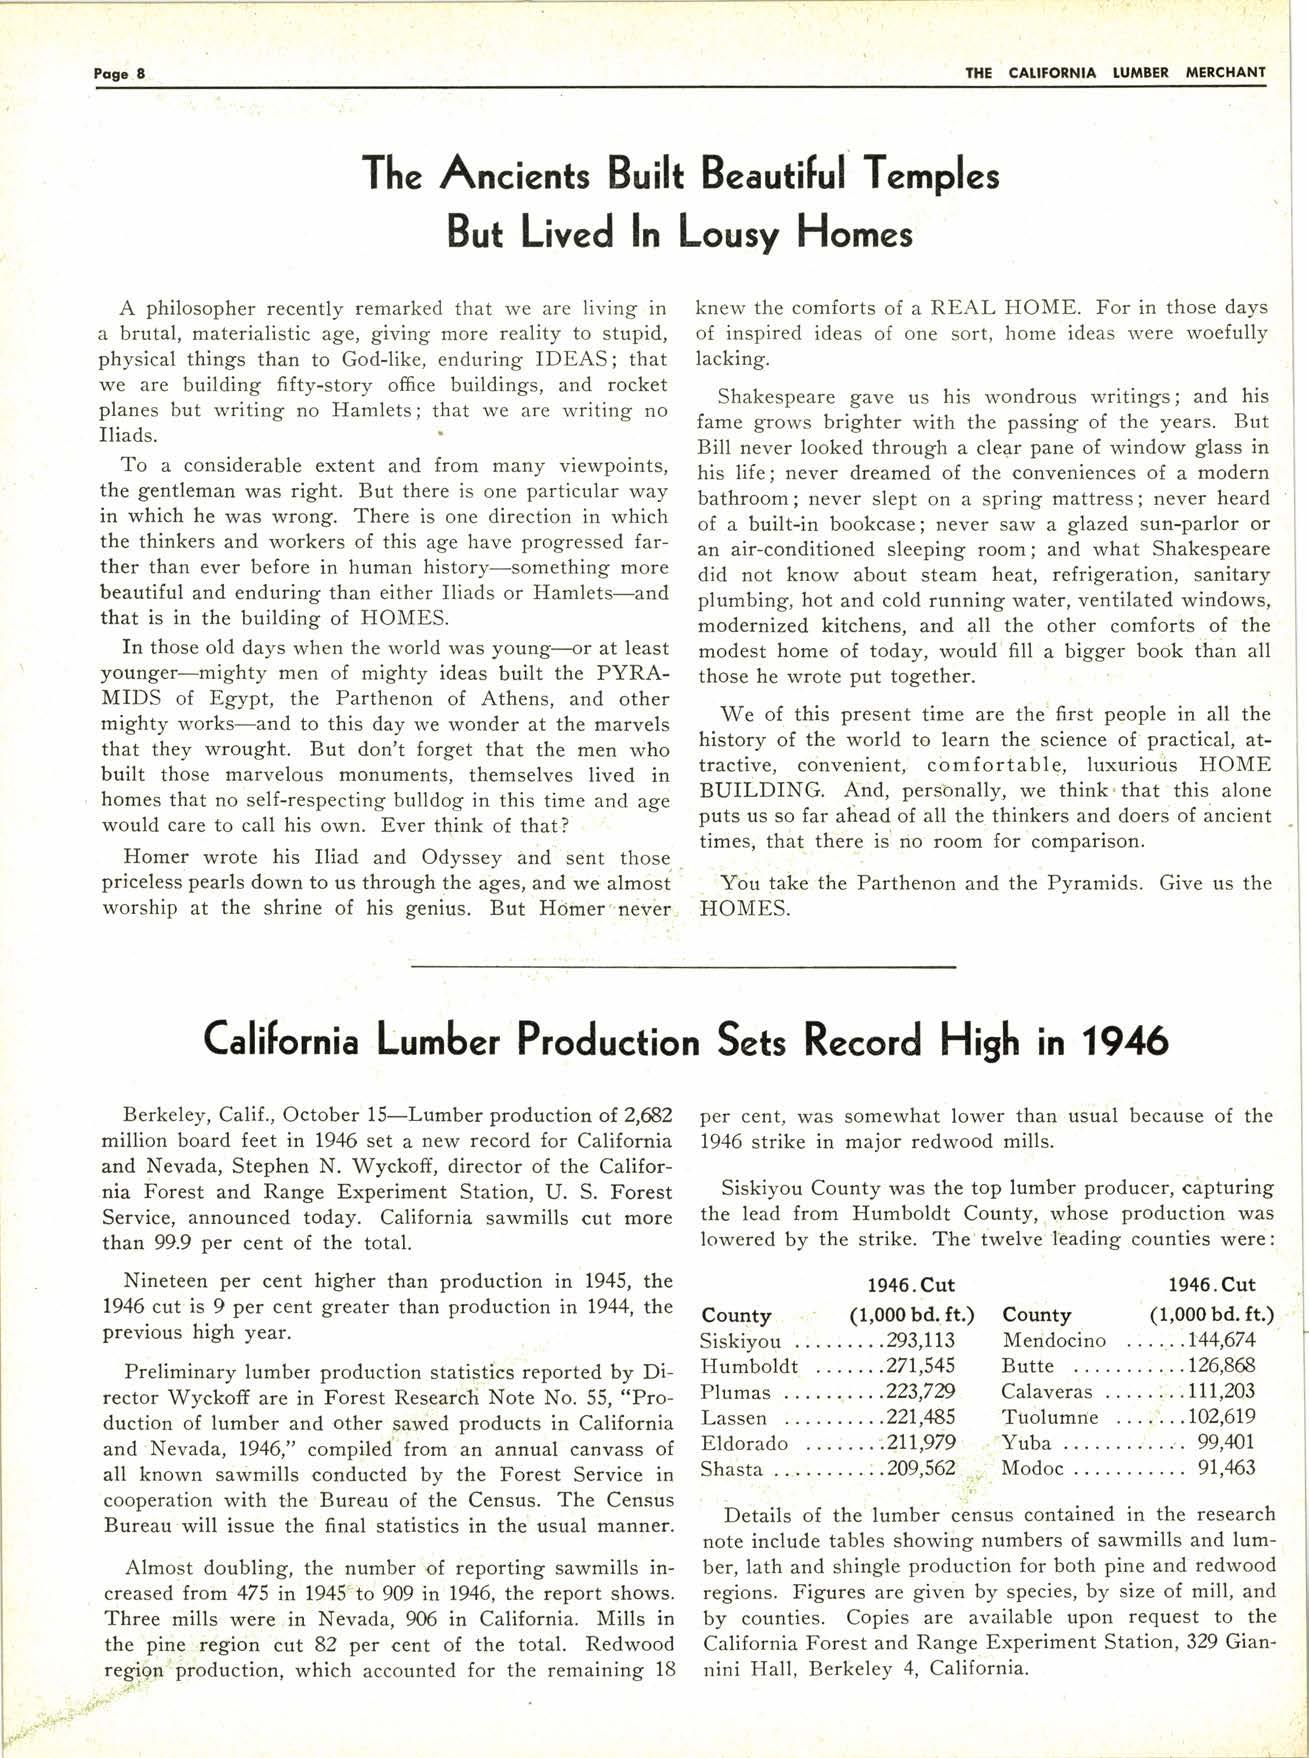 Page 8
THE CALIFORNIA LUMBER MERCHANT
The Ancients Built Beautiful Temples
But Lived In Lousy Homes
A philosopher recently remarked that we are living in
a brutal, materialistic age, giving more reality to stupid,
physical things than to God-like, enduring IDEAS; that
we are building fifty-story office buildings, and rocket
planes but writing no Hamlets; that we are writing no
Iliads.
To a considerable extent and from many viewpoints,
the gentleman was right. But there is one particular way
in which he was wrong. There is one direction in which
the thinkers and workers of this age have progressed far-
ther than ever before in human history—something more
beautiful and enduring than either Iliads or Hamlets—and
that is in the building of HOMES.
In those old days when the world was young—or at least
younger—mighty men of mighty ideas built the PYRA-
MIDS of Egypt, the Parthenon of Athens, and other
mighty works—and to this day we wonder at the marvels
that they wrought. But don't forget that the men who
built those marvelous monuments, themselves lived in
homes that no self-respecting bulldog in this time and age
would care to call his own. Ever think of that?
Homer wrote his Iliad and Odyssey and sent those
priceless pearls down to us through the ages, and we almost
worship at the shrine of his genius. But Homer never
knew the comforts of a REAL HOME. For in those days
of inspired ideas of one sort, home ideas were woefully
lacking.
Shakespeare gave us his wondrous writings; and his
fame grows brighter with the passing of the years. But
Bill never looked through a clear pane of window glass in
his life; never dreamed of the conveniences of a modern
bathroom; never slept on a spring mattress; never heard
of a built-in bookcase; never saw a glazed sun-parlor or
an air-conditioned sleeping room; and what Shakespeare
did not know about steam heat, refrigeration, sanitary
plumbing, hot and cold running water, ventilated windows,
modernized kitchens, and all the other comforts of the
modest home of today, would fill a bigger book than all
those he wrote put together.
We of this present time are the first people in all the
history of the world to learn the science of practical, at-
tractive, convenient, comfortable, luxurious HOME
BUILDING. And, personally, we think that this alone
puts us so far ahead of all the thinkers and doers of ancient
times, that there is no room for comparison.
You take the Parthenon and the Pyramids. Give us the
HOMES.
California Lumber Production Sets Record High in 1946
Berkeley, Calif., October 15—Lumber production of 2,682
million board feet in 1946 set a new record for California
and Nevada, Stephen N. Wyckoff, director of the Califor-
nia Forest and Range Experiment Station, U. S. Forest
Service, announced today. California sawmills cut more
than 99.9 per cent of the total.
Nineteen per cent higher than production in 1945, the
1946 cut is 9 per cent greater than production in 1944, the
previous high year.
Preliminary lumber production statistics reported by Di-
rector Wyckoff are in Forest Research Note No. 55, "Pro-
duction of lumber and other sawed products in California
and Nevada, 1946," compiled from an annual canvass of
all known sawmills conducted by the Forest Service in
cooperation with the Bureau of the Census. The Census
Bureau will issue the final statistics in the usual manner.
Almost doubling, the number of reporting sawmills in-
creased from 475 in 1945 to 909 in 1946, the report shows.
Three mills were in Nevada, 906 in California. Mills in
the pine region cut 82 per cent of the total. Redwood
region production, which accounted for the remaining 18
per cent, was somewhat lower than usual because of the
1946 strike in major redwood mills.
Siskiyou County was the top lumber producer, capturing
the lead from Humboldt County, whose production was
lowered by the strike. The twelve leading counties were:
1946 Cut 1946 Cut
County (1,000 bd. ft.) County (1,000 bd. ft.)
Siskiyou .........293,113 Mendocino ......144,674
Humboldt .......271,545 Butte ...........126,868
Plumas ..........223,729 Calaveras ........111,203
Lassen ..........221,485 Tuolumne .......102,619
Eldorado ........211,979 Yuba ............ 99,401
Shasta ...........209,562 Modoc ........... 91,463
Details of the lumber census contained in the research
note include tables showing numbers of sawmills and lum-
ber, lath and shingle production for both pine and redwood
regions. Figures are given by species, by size of mill, and
by counties. Copies are available upon request to the
California Forest and Range Experiment Station, 329 Gian-
nini Hall, Berkeley 4, California.